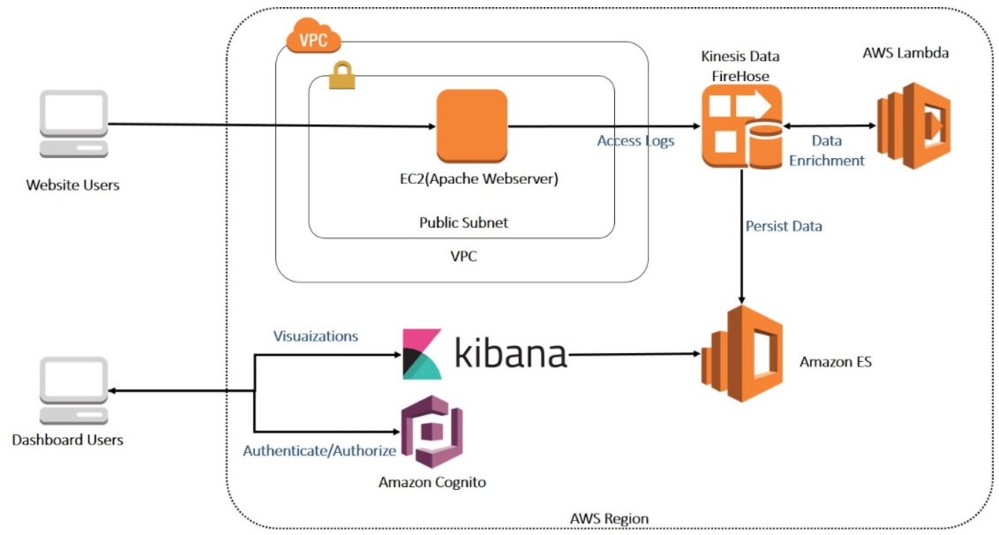 VPC
Kinesis Data
FireHose
AWS Lambda
Access Logs
Data
Enrichment
Website Users
EC2(Apache Webserver)
Public Subnet
VPC
Persist Data
Visuaizations
kibana
Amazon ES
Dashboard Users
Authenticate/Authorize
Amazon Cognito
AWS Region